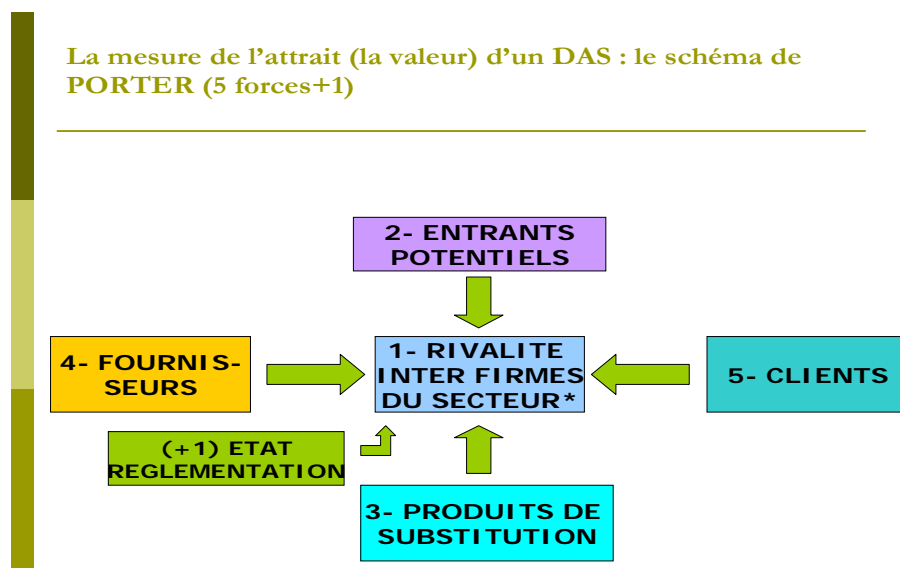 La mesure de l'attrait (la valeur) d'un DAS : le schéma de
PORTER (5 forces+1)
2- ENTRANTS
POTENTIELS
4- FOURNIS-
SEURS
1- RIVALITE
INTER FIRMES
DU SECTEUR*
5- CLIENTS
(+1) ETAT
REGLEMENTATION
3- PRODUITS DE
SUBSTITUTION